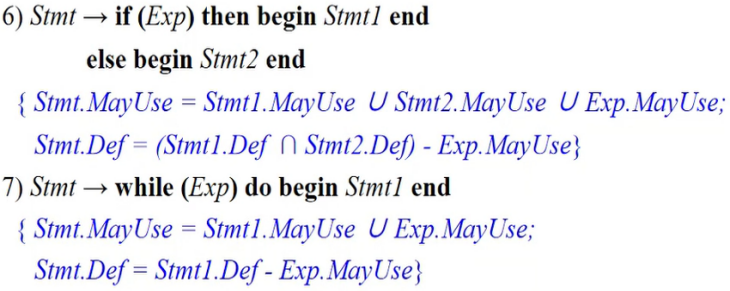 6) Stmt → if (Exp) then begin Stmt1 end
else begin Stmt2 end
{ Stmt.MayUse = Stmt1.MayUse ∪ Stmt2.MayUse ∪ Exp.MayUse;
Stmt.Def = (Stmt1.Def ∩ Stmt2.Def) - Exp.MayUse}
7) Stmt → while (Exp) do begin Stmt1 end
{ Stmt.MayUse = Stmt1.MayUse ∪ Exp.MayUse;
Stmt.Def = Stmt1.Def - Exp.MayUse}